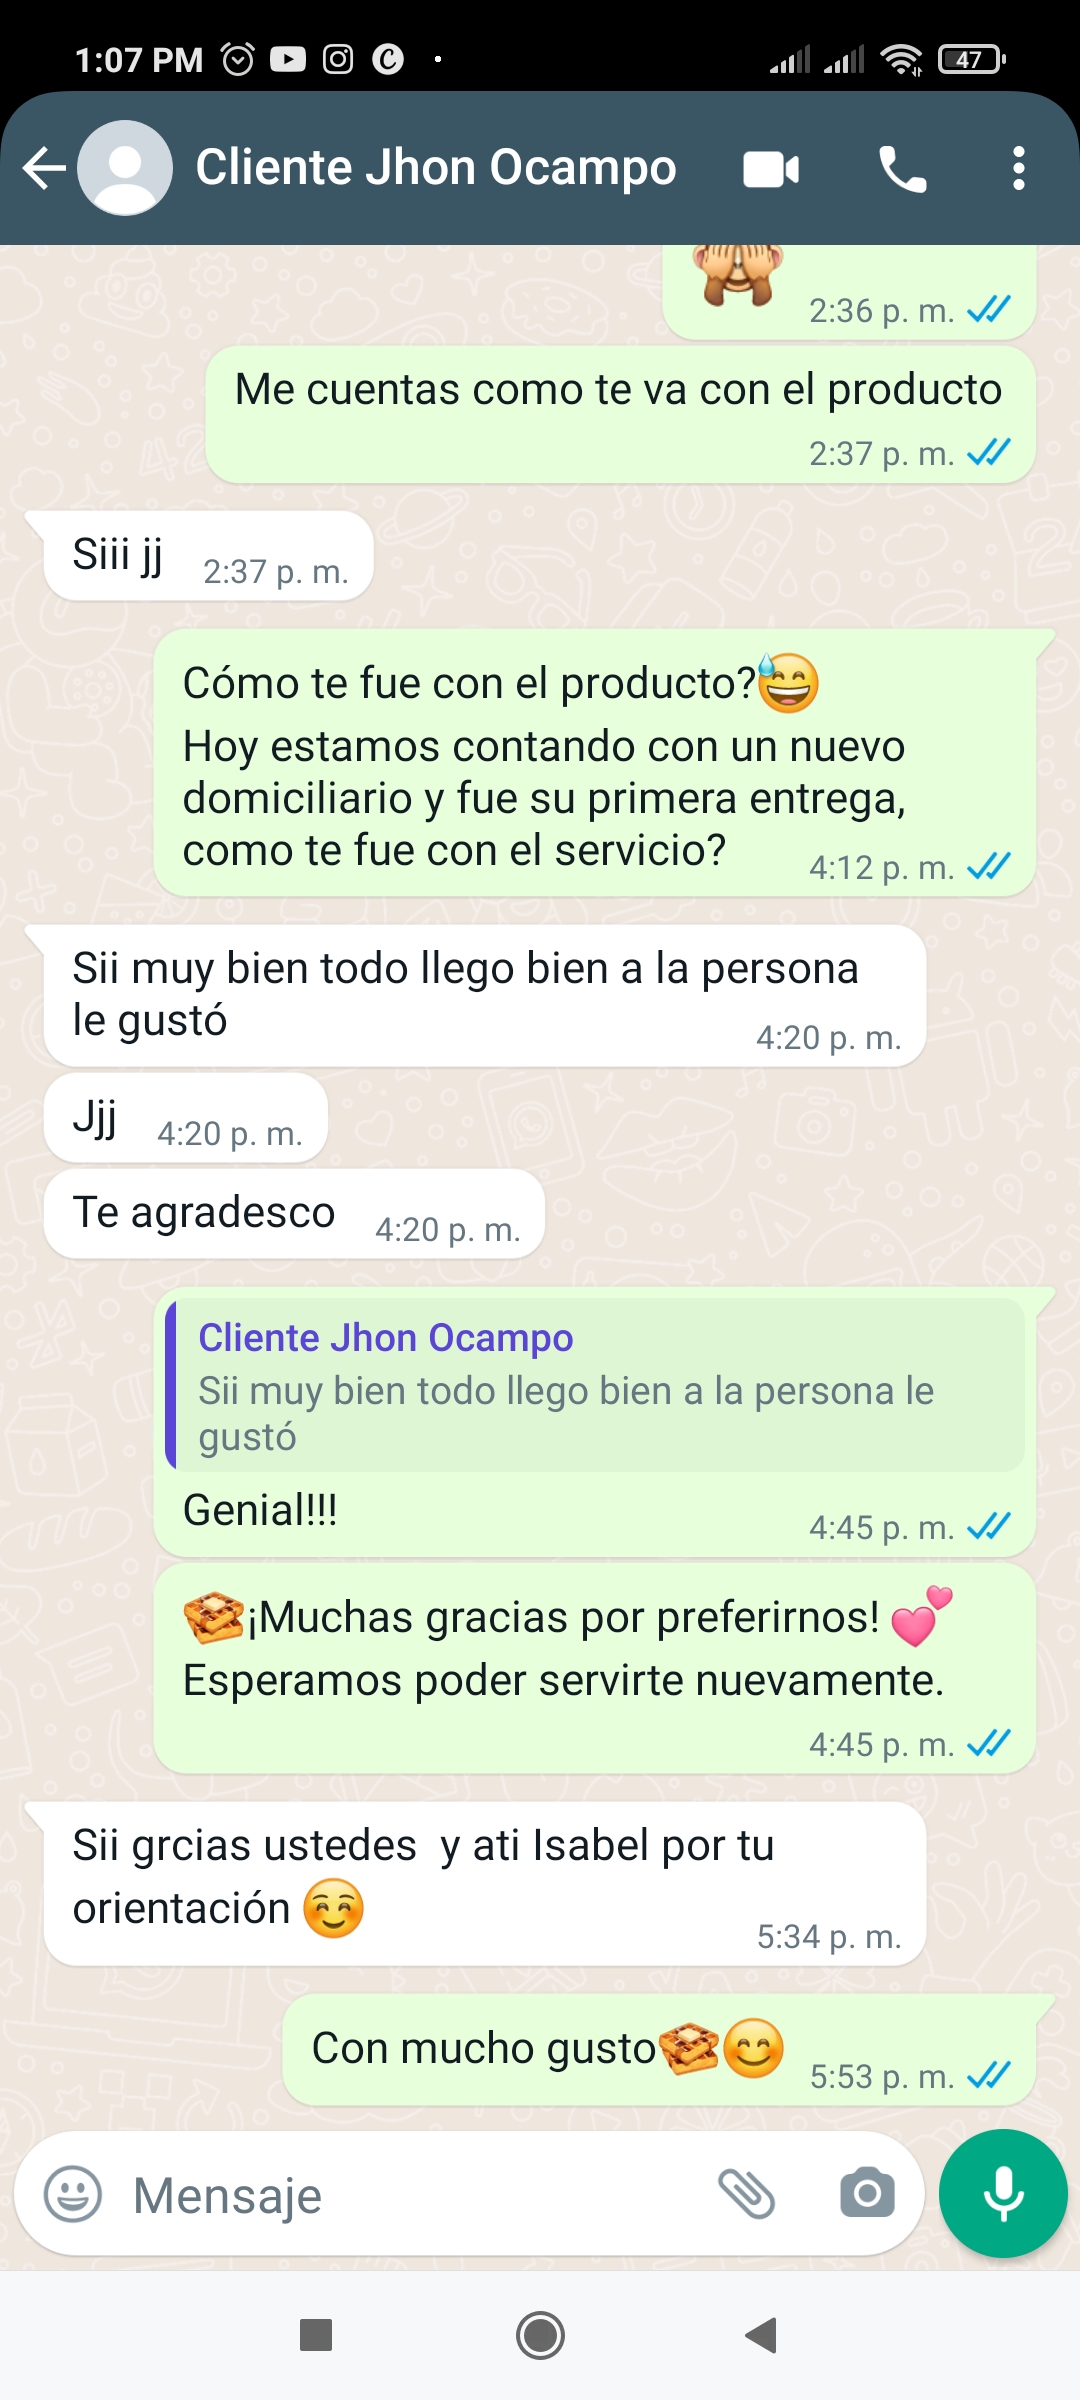 1:07 PM
47
Cliente Jhon Ocampo
2:36 p. m.
Me cuentas como te va con el producto
2:37 p. m.
Siii jj
2:37 p. m.
Cómo te fue con el producto?😅
Hoy estamos contando con un nuevo
domiciliario y fue su primera entrega,
como te fue con el servicio?
4:12 p. m.
Sii muy bien todo llego bien a la persona
le gustó
4:20 p. m.
Jjj
4:20 p. m.
Te agradesco
4:20 p. m.
Cliente Jhon Ocampo
Sii muy bien todo llego bien a la persona le
gustó
Genial!!!
4:45 p. m.
🧇¡Muchas gracias por preferirnos! 💕
Esperamos poder servirte nuevamente.
4:45 p. m.
Sii grcias ustedes  y ati Isabel por tu
orientación ☺️
5:34 p. m.
Con mucho gusto🧇😊
5:53 p. m.
Mensaje